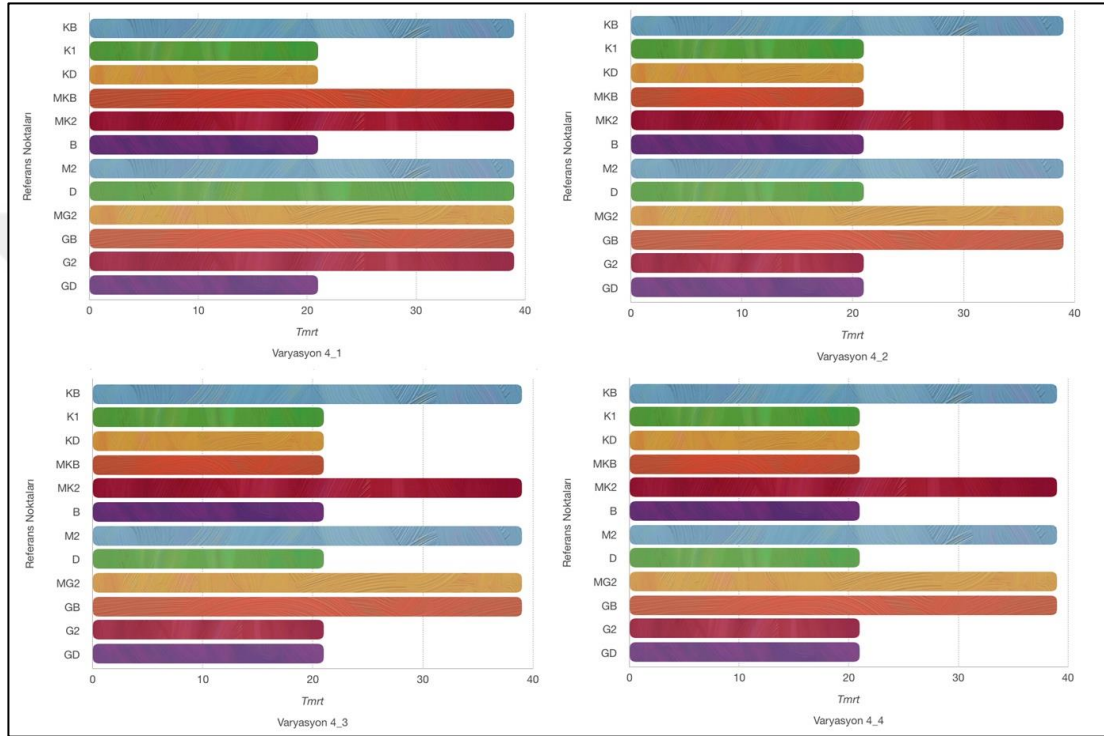 Referans Noktaları
KB
K1
KD
MKB
MK2
B
M2
D
MG2
GB
G2
GD
0 10 20 30 40
Tmrt
Varyasyon 4_1
Referans Noktaları
KB
K1
KD
MKB
MK2
B
M2
D
MG2
GB
G2
GD
0 10 20 30 40
Tmrt
Varyasyon 4_2
Referans Noktaları
KB
K1
KD
MKB
MK2
B
M2
D
MG2
GB
G2
GD
0 10 20 30 40
Tmrt
Varyasyon 4_3
Referans Noktaları
KB
K1
KD
MKB
MK2
B
M2
D
MG2
GB
G2
GD
0 10 20 30 40
Tmrt
Varyasyon 4_4